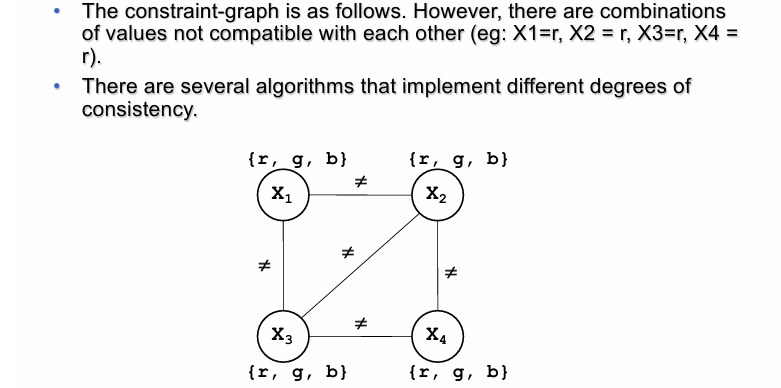 • The constraint-graph is as follows. However, there are combinations
of values not compatible with each other (eg: X1=r, X2 = r, X3=r, X4 =
r).
• There are several algorithms that implement different degrees of
consistency.
{r, g, b} {r, g, b}
≠
X₁ X₂
≠ ≠ ≠
≠
X₃ X₄
{r, g, b} {r, g, b}